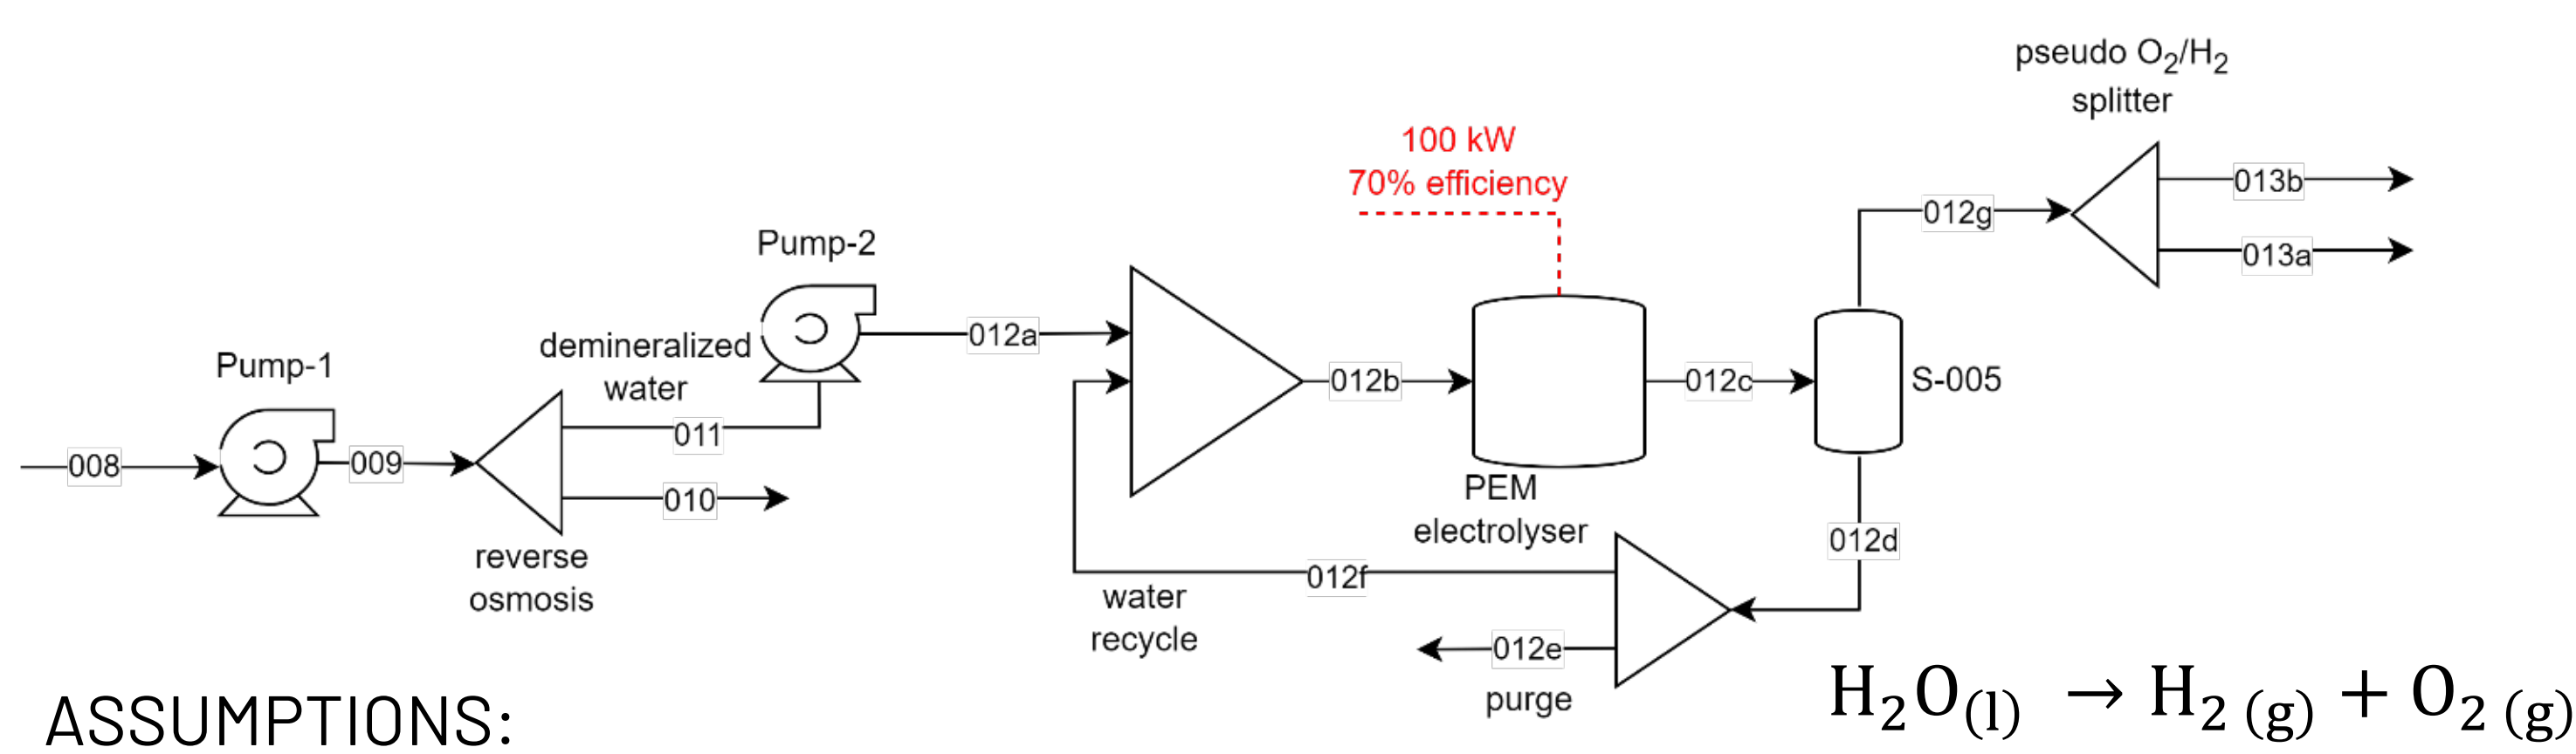 pseudo O₂/H₂
splitter
100 kW
70% efficiency
013b
012g
013a
Pump-2
demineralized
water
012a
Pump-1
012b
012c
S-005
008
009
011
010
PEM
electrolyser
reverse
osmosis
012d
012f
water
recycle
012e
purge
H₂O₍ₗ₎ → H₂ (g) + O₂ (g)
ASSUMPTIONS: